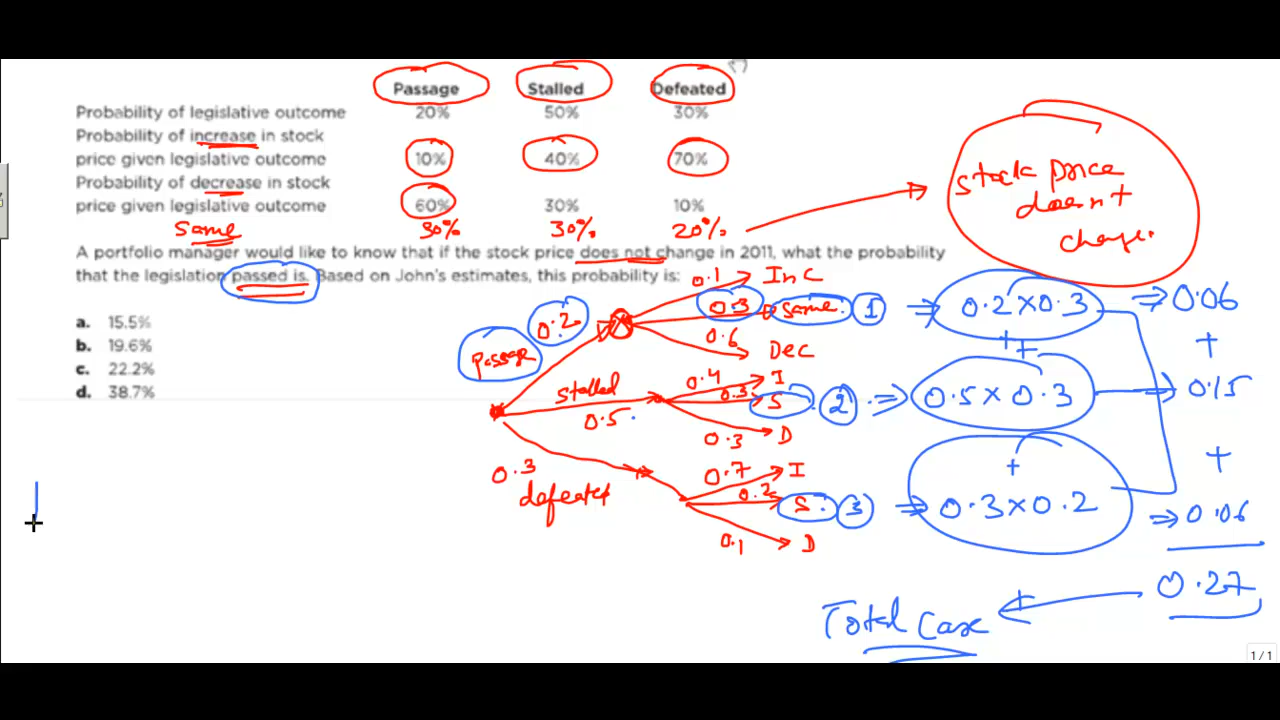 Passage Stalled Defeated
Probability of legislative outcome 20% 50% 30%
Probability of increase in stock
price given legislative outcome 10% 40% 70%
Probability of decrease in stock
price given legislative outcome 60% 30% 10%
Same 30% 30% 20%
stock price
doesn't
change.
A portfolio manager would like to know that if the stock price does not change in 2011, what the probability
that the legislation passed is. Based on John's estimates, this probability is:
a. 15.5%
b. 19.6%
c. 22.2%
d. 38.7%
passage 0.2
0.1 Inc
0.3 same. 1 ⇒ 0.2 × 0.3 ⇒ 0.06
0.6 Dec
+ + +
stalled 0.5
0.4 I
0.3 S 2 ⇒ 0.5 × 0.3 → 0.15
0.3 D
+ +
0.3 defeated
0.7 I
0.2 S. 3 ⇒ 0.3 × 0.2 ⇒ 0.06
0.1 D
0.27
Total Case
1 / 1